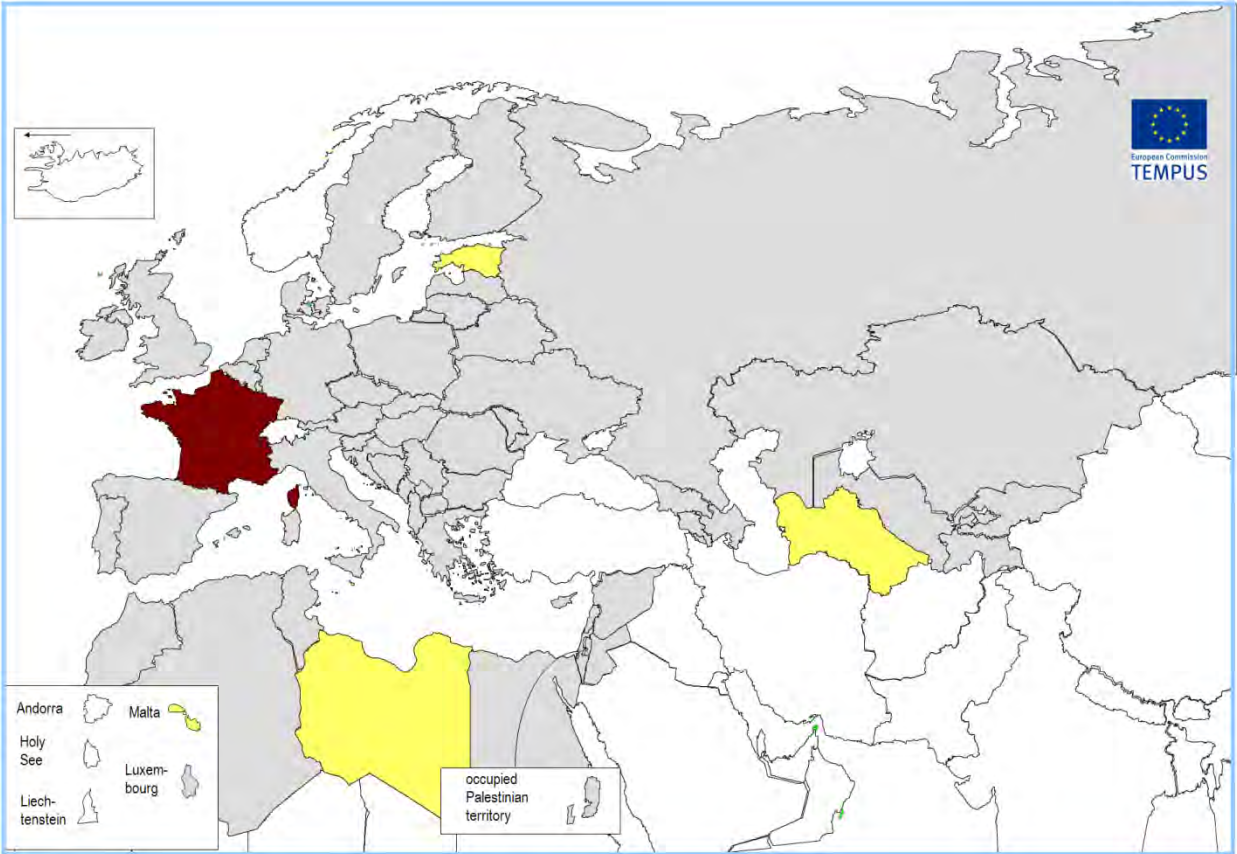 European Commission
TEMPUS
Andorra
Malta
Holy
See
Luxem-
bourg
Liech-
tenstein
occupied
Palestinian
territory